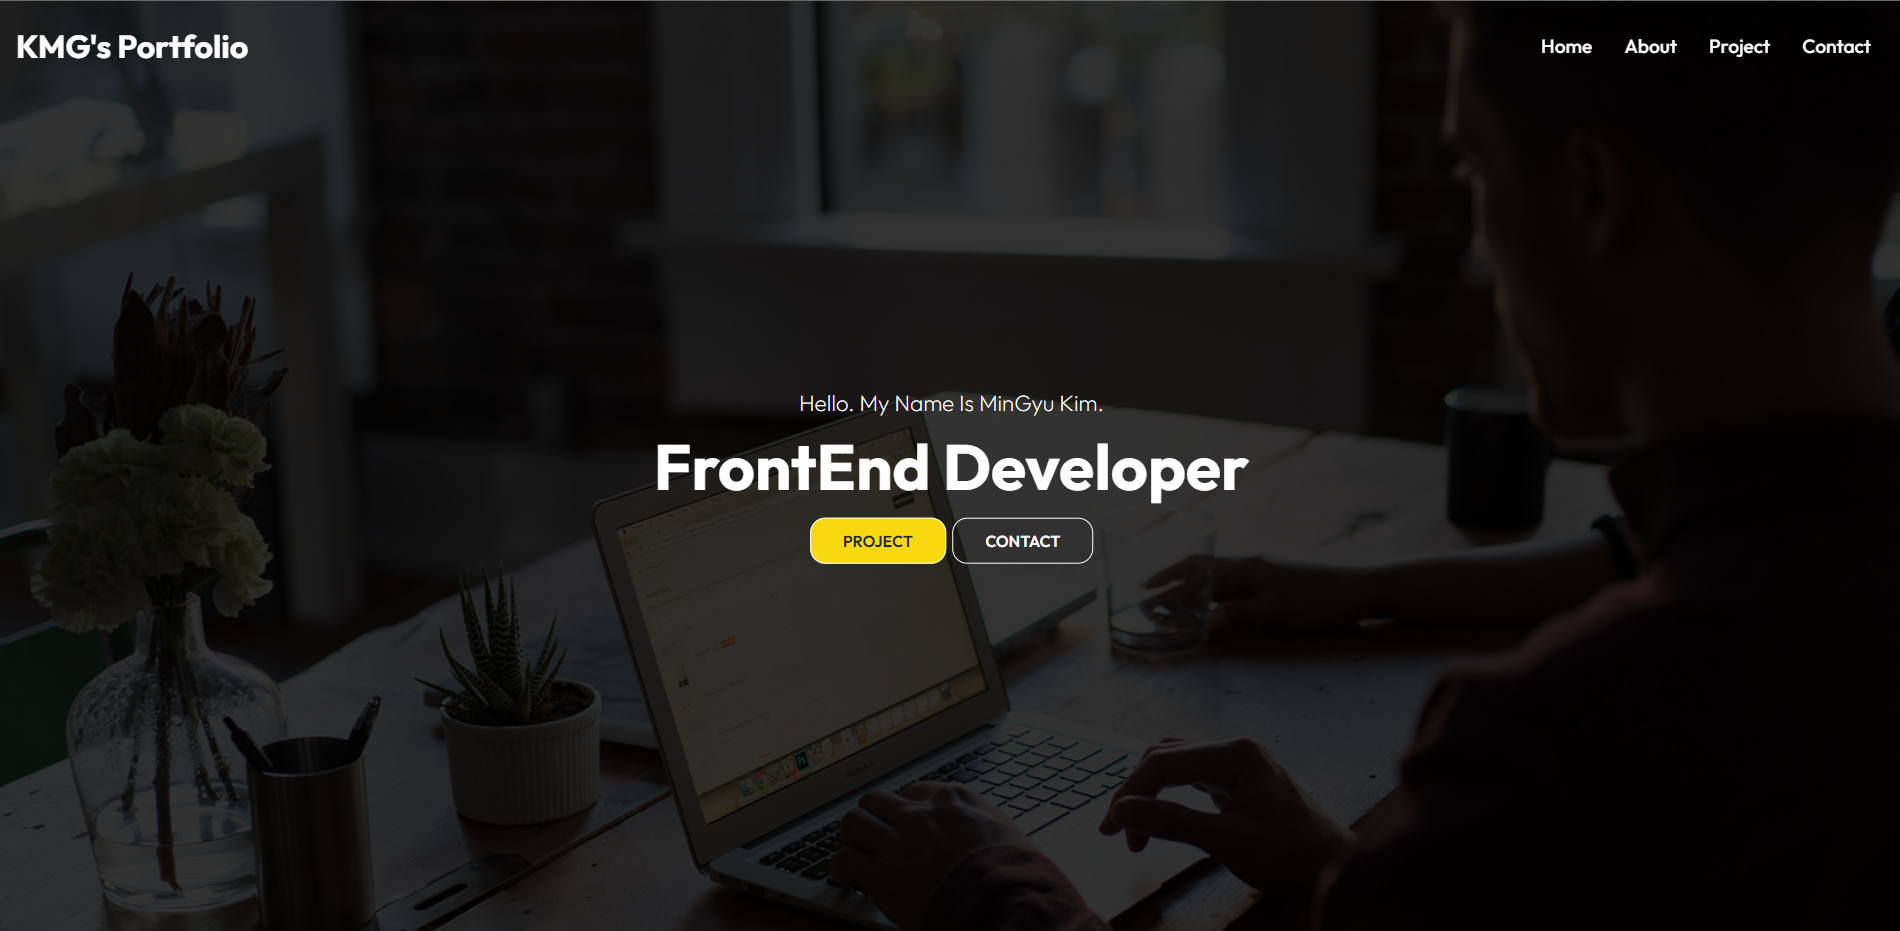 KMG's Portfolio
Home About Project Contact
Hello. My Name Is MinGyu Kim.
FrontEnd Developer
PROJECT CONTACT